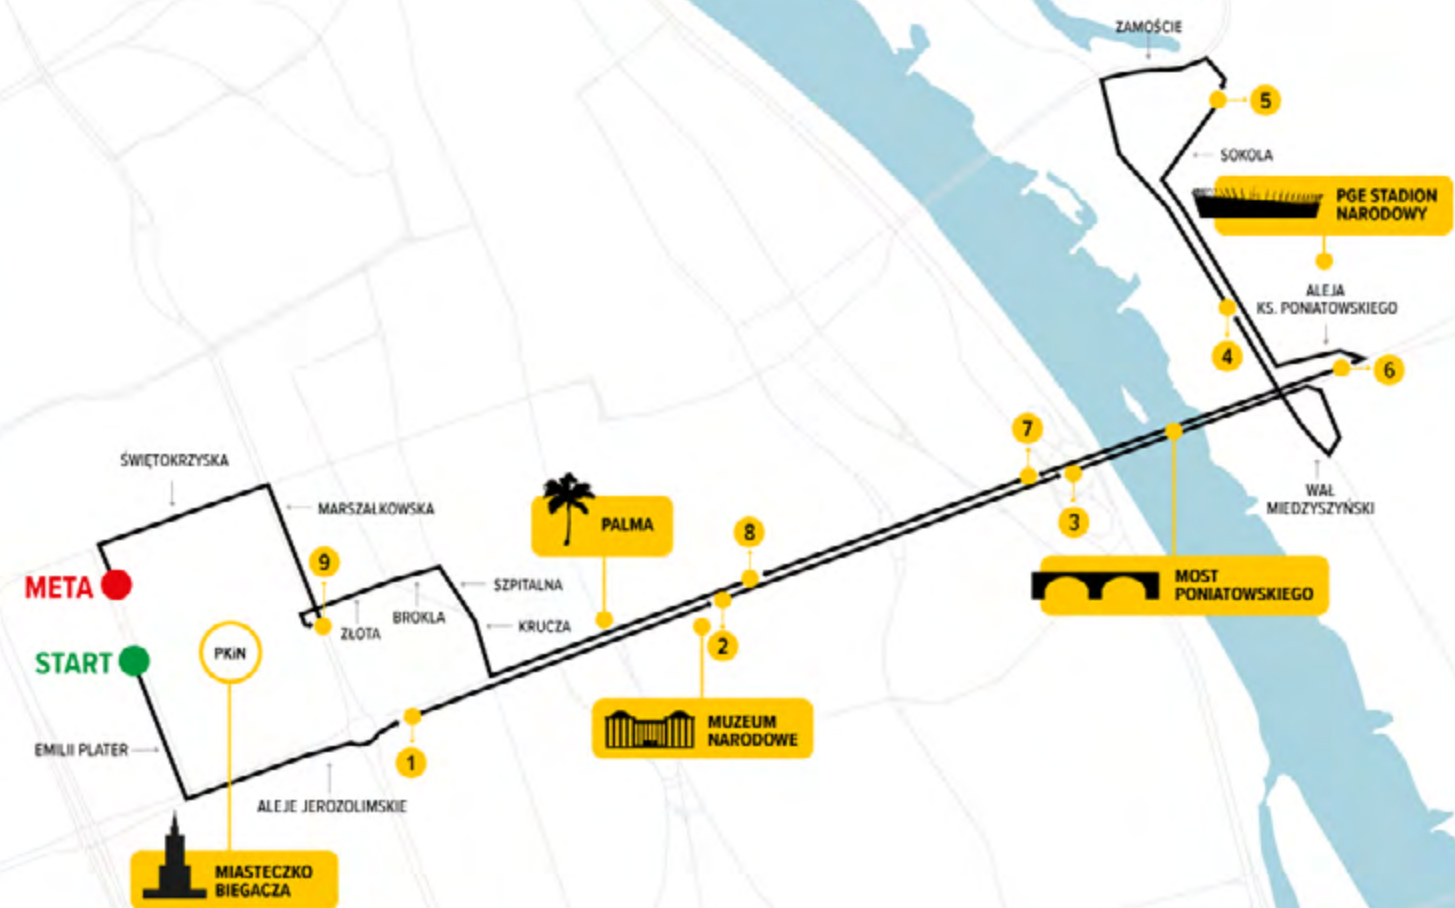 ZAMOŚCIE
5
SOKOLA
PGE STADION
NARODOWY
ALEJA
KS. PONIATOWSKIEGO
4
6
7
ŚWIĘTOKRZYSKA
MARSZAŁKOWSKA
WAŁ
MIEDZYSZYŃSKI
3
PALMA
8
9
SZPITALNA
META
BROKLA
MOST
PONIATOWSKIEGO
KRUCZA
ZŁOTA
2
PKiN
START
MUZEUM
NARODOWE
EMILII PLATER
1
ALEJE JEROZOLIMSKIE
MIASTECZKO
BIEGACZA